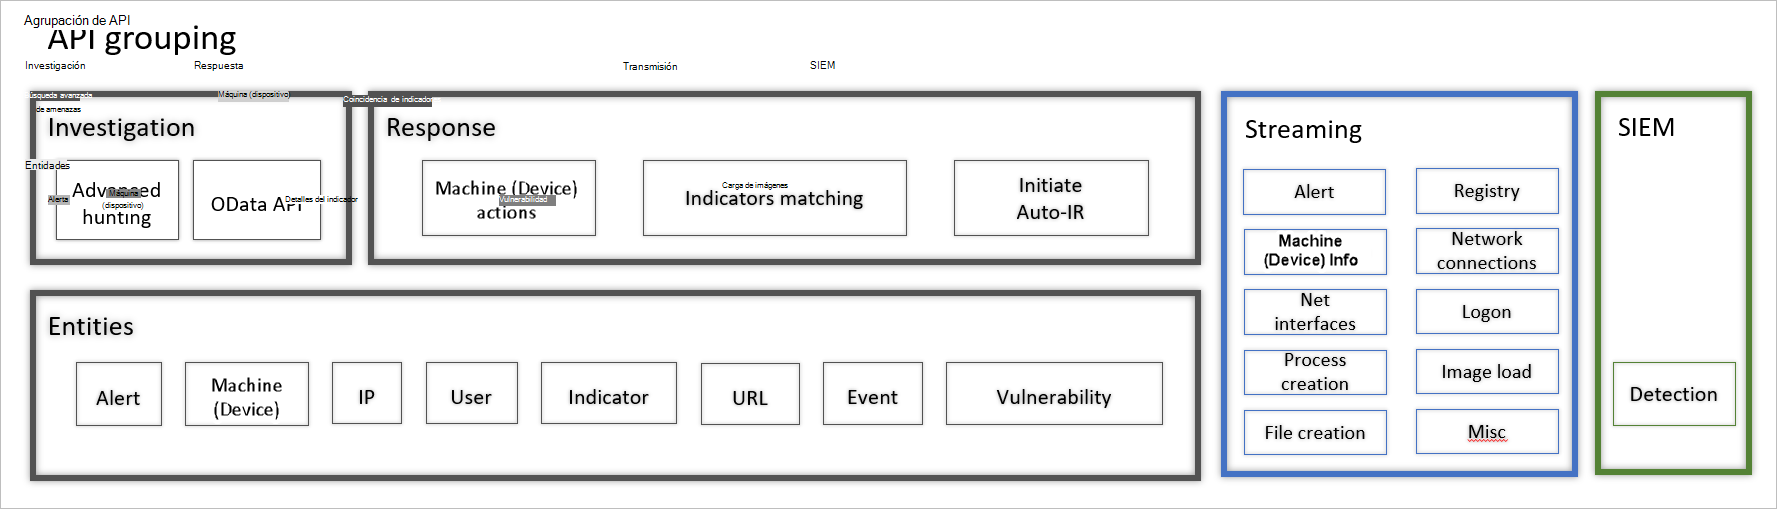 Agrupación de API
API grouping
Investigación
Respuesta
Transmisión
SIEM
úsqueda avanzada
de amenazas
Máquina (dispositivo)
Coincidencia de indicador
Investigation
Entidades
Advanced
hunting
Alerta
Máquina
(dispositivo)
OData API
Detalles del indicador
Response
Machine (Device)
actions
Vulnerabilidad
Carga de imágenes
Indicators matching
Initiate
Auto-IR
Entities
Alert
Machine
(Device)
IP
User
Indicator
URL
Event
Vulnerability
Streaming
Alert
Registry
Machine
(Device) Info
Network
connections
Net
interfaces
Logon
Process
creation
Image load
File creation
Misc
SIEM
Detection